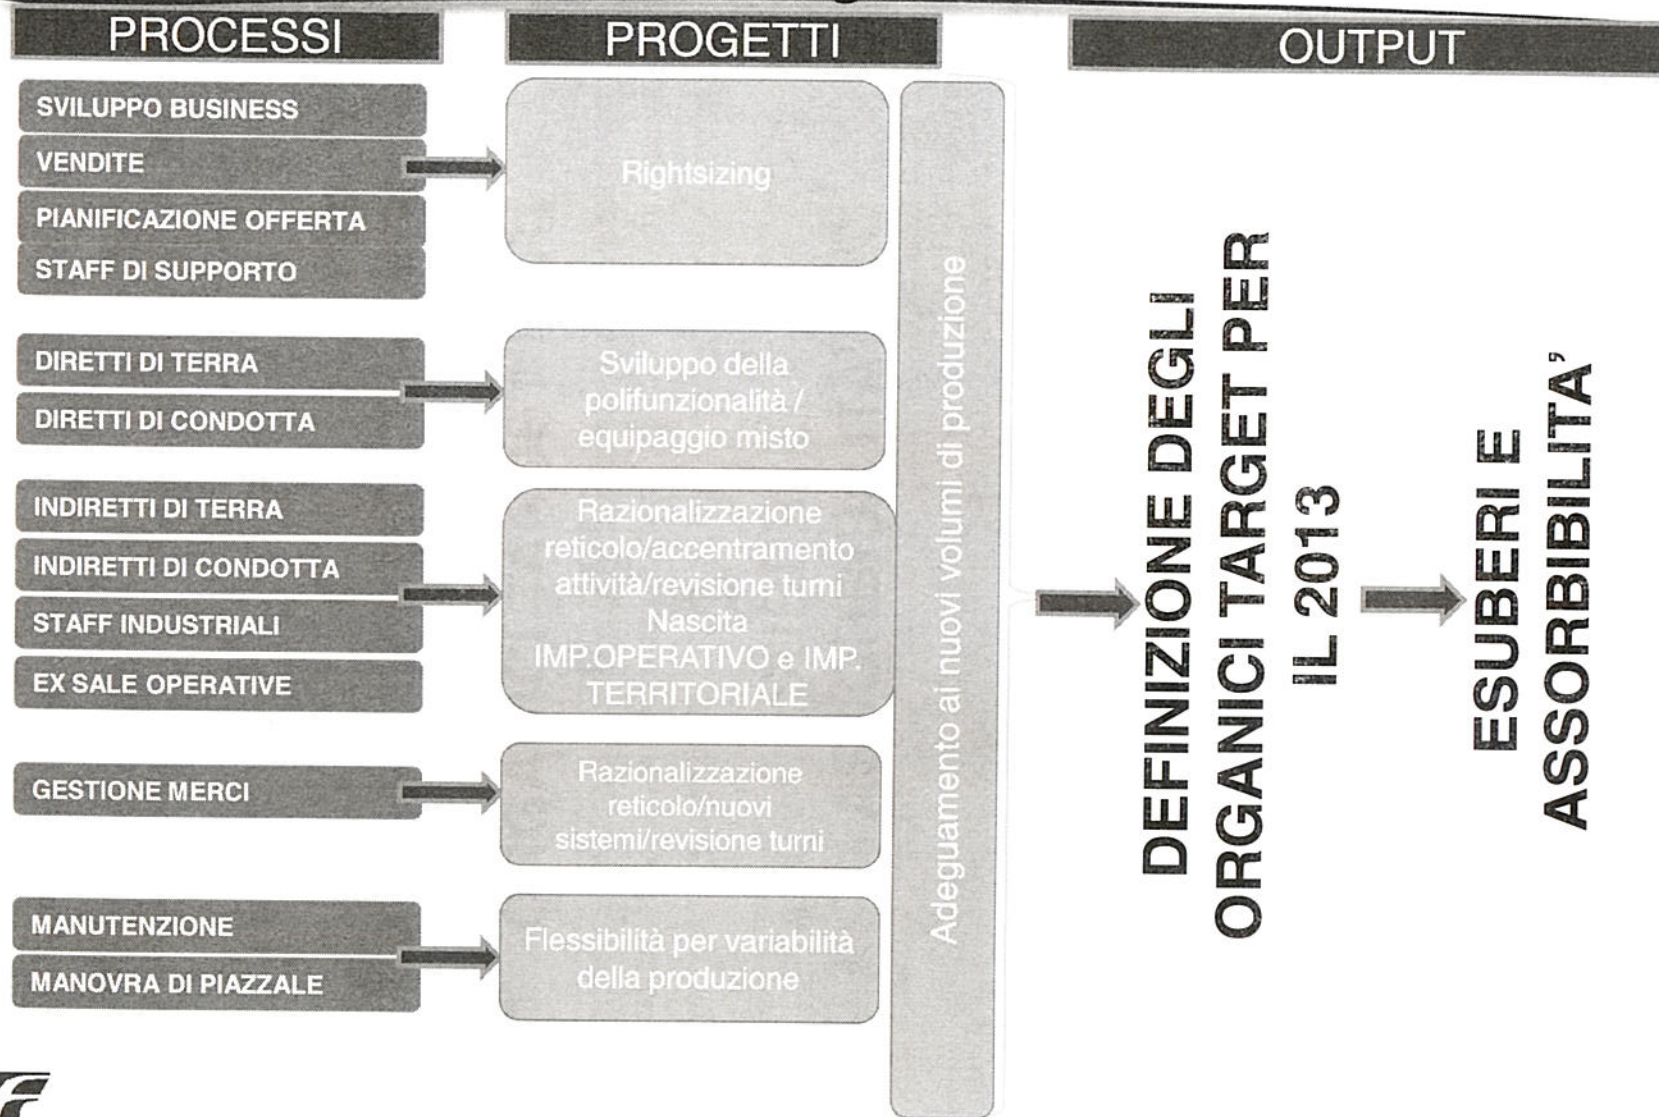 PROCESSI
PROGETTI
OUTPUT
SVILUPPO BUSINESS
VENDITE
PIANIFICAZIONE OFFERTA
STAFF DI SUPPORTO
Rightsizing
DIRETTI DI TERRA
DIRETTI DI CONDOTTA
Sviluppo della
polifunzionalità /
equipaggio misto
INDIRETTI DI TERRA
INDIRETTI DI CONDOTTA
STAFF INDUSTRIALI
EX SALE OPERATIVE
Razionalizzazione
reticolo/accentramento
attività/revisione turni
Nascita
IMP.OPERATIVO e IMP.
TERRITORIALE
GESTIONE MERCI
Razionalizzazione
reticolo/nuovi
sistemi/revisione turni
MANUTENZIONE
MANOVRA DI PIAZZALE
Flessibilità per variabilità
della produzione
Adeguamento ai nuovi volumi di produzione
DEFINIZIONE DEGLI
ORGANICI TARGET PER
IL 2013
ESUBERI E
ASSORBIBILITA'